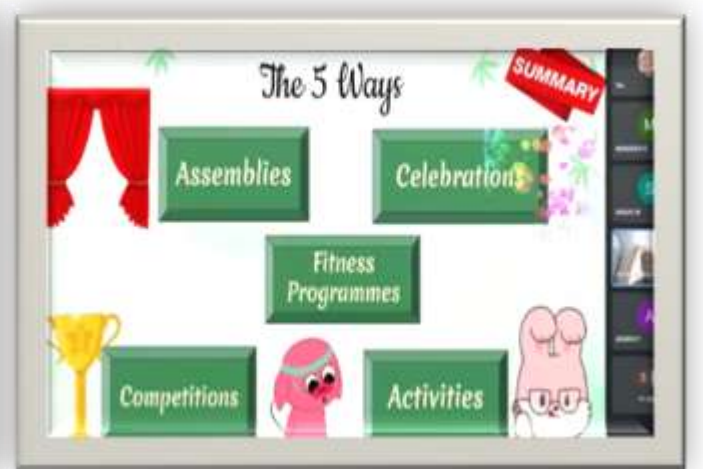 The 5 Ways
SUMMARY
Assemblies
Celebrations
Fitness
Programmes
Competitions
Activities